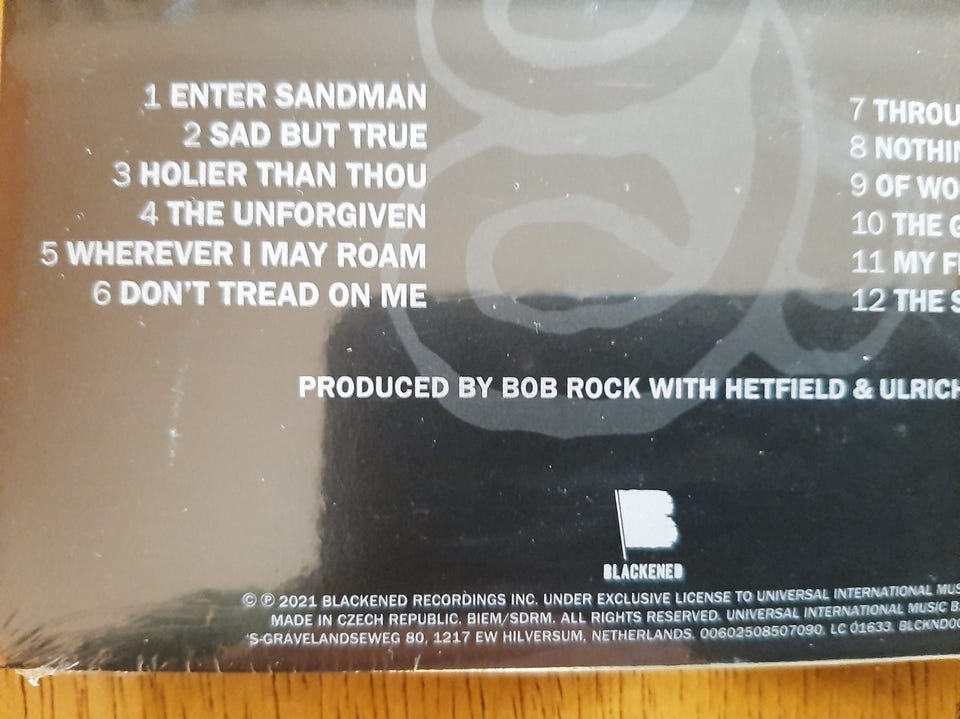 1 ENTER SANDMAN
2 SAD BUT TRUE
3 HOLIER THAN THOU
4 THE UNFORGIVEN
5 WHEREVER I MAY ROAM
6 DON'T TREAD ON ME
7 THROU
8 NOTHIN
9 OF WO
10 THE G
11 MY F
12 THE S
PRODUCED BY BOB ROCK WITH HETFIELD & ULRICH
BLACKENED
© ℗ 2021 BLACKENED RECORDINGS INC. UNDER EXCLUSIVE LICENSE TO UNIVERSAL INTERNATIONAL MUS
MADE IN CZECH REPUBLIC. BIEM/SDRM. ALL RIGHTS RESERVED. UNIVERSAL INTERNATIONAL MUSIC B
'S-GRAVELANDSEWEG 80, 1217 EW HILVERSUM, NETHERLANDS. 00602508507090. LC 01633. BLCKND00